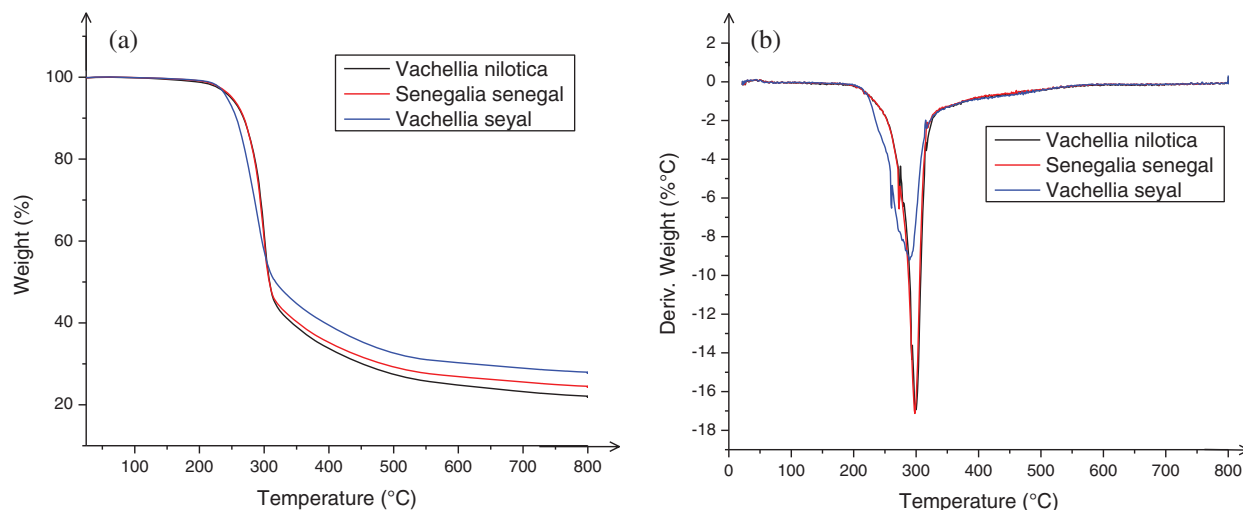 (a)
Vachellia nilotica
Senegalia senegal
Vachellia seyal
100
80
60
40
20
Weight (%)
100 200 300 400 500 600 700 800
Temperature (°C)
(b)
2
0
-2
-4
-6
-8
-10
-12
-14
-16
-18
Deriv. Weight (%°C)
Vachellia nilotica
Senegalia senegal
Vachellia seyal
0 100 200 300 400 500 600 700 800
Temperature (°C)